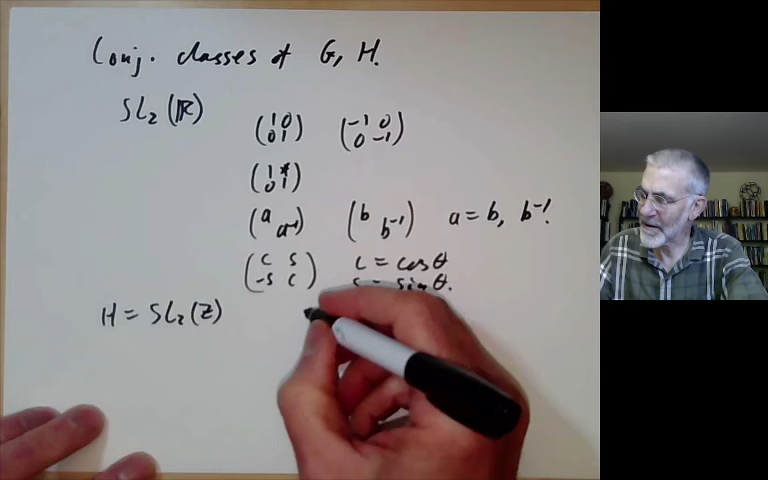 Conj. classes of G, H.
SL₂(ℝ) (1 0 0 1) (-1 0 0 -1)
(1 * 0 1)
(a a⁻¹) (b b⁻¹) a = b, b⁻¹.
(c s -s c) c = cos θ
s = sin θ.
H = SL₂(ℤ)